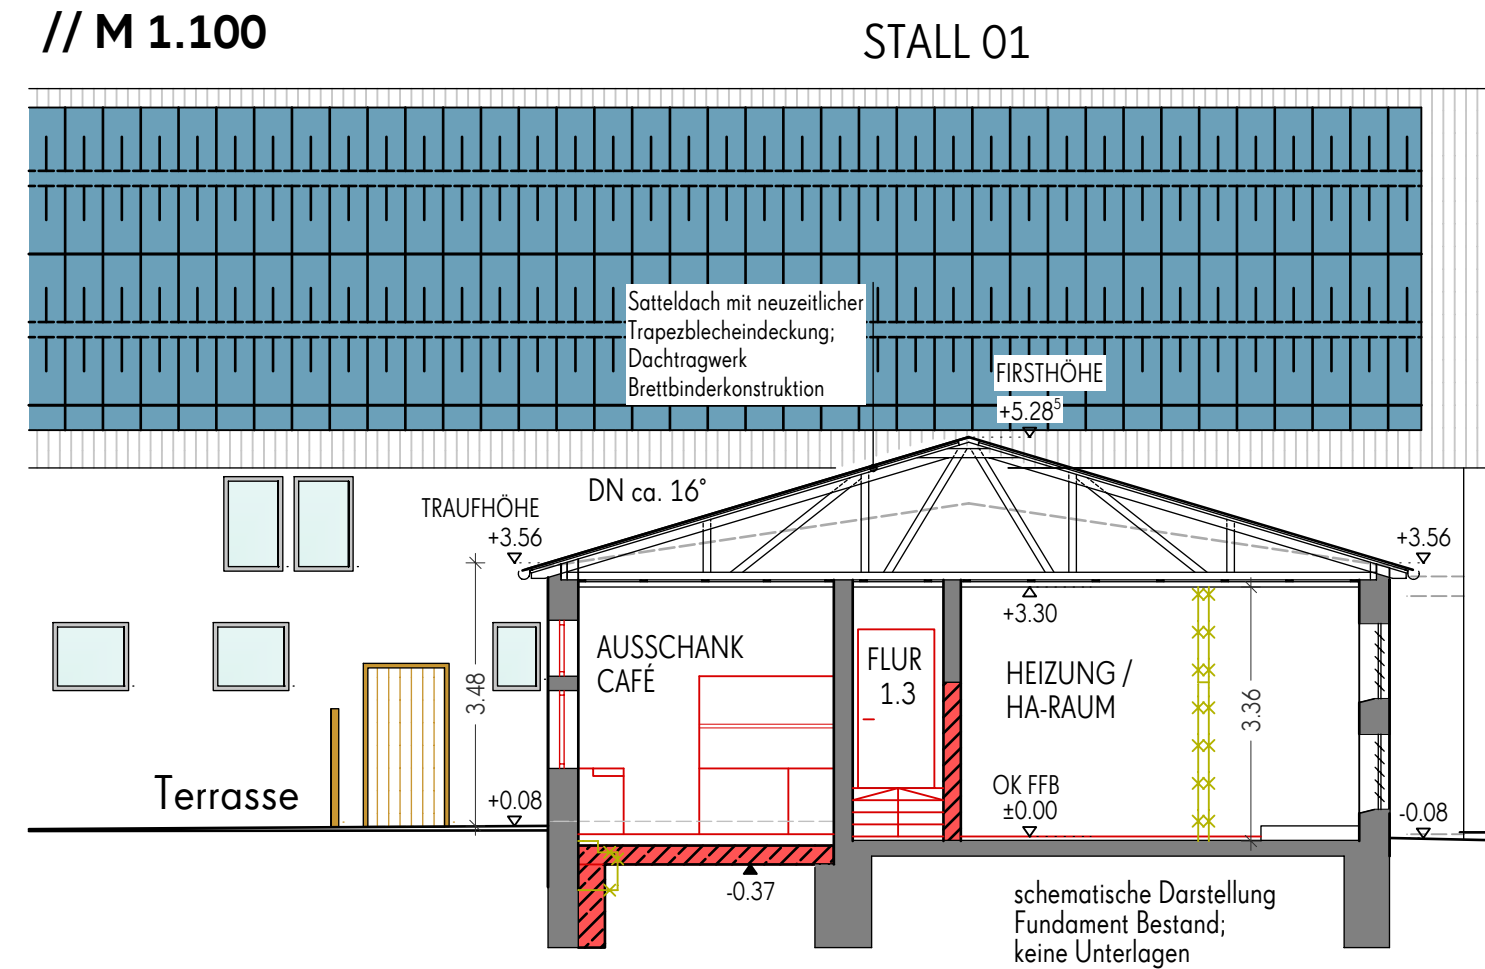 // M 1.100
STALL 01
Satteldach mit neuzeitlicher
Trapezblecheindeckung;
Dachtragwerk
Brettbinderkonstruktion
FIRSTHÖHE
+5.28⁵
DN ca. 16°
TRAUFHÖHE
+3.56
+3.56
+3.30
AUSSCHANK
CAFÉ
FLUR
1.3
HEIZUNG /
HA-RAUM
3.48
3.36
Terrasse
+0.08
OK FFB
±0.00
-0.08
-0.37
schematische Darstellung
Fundament Bestand;
keine Unterlagen